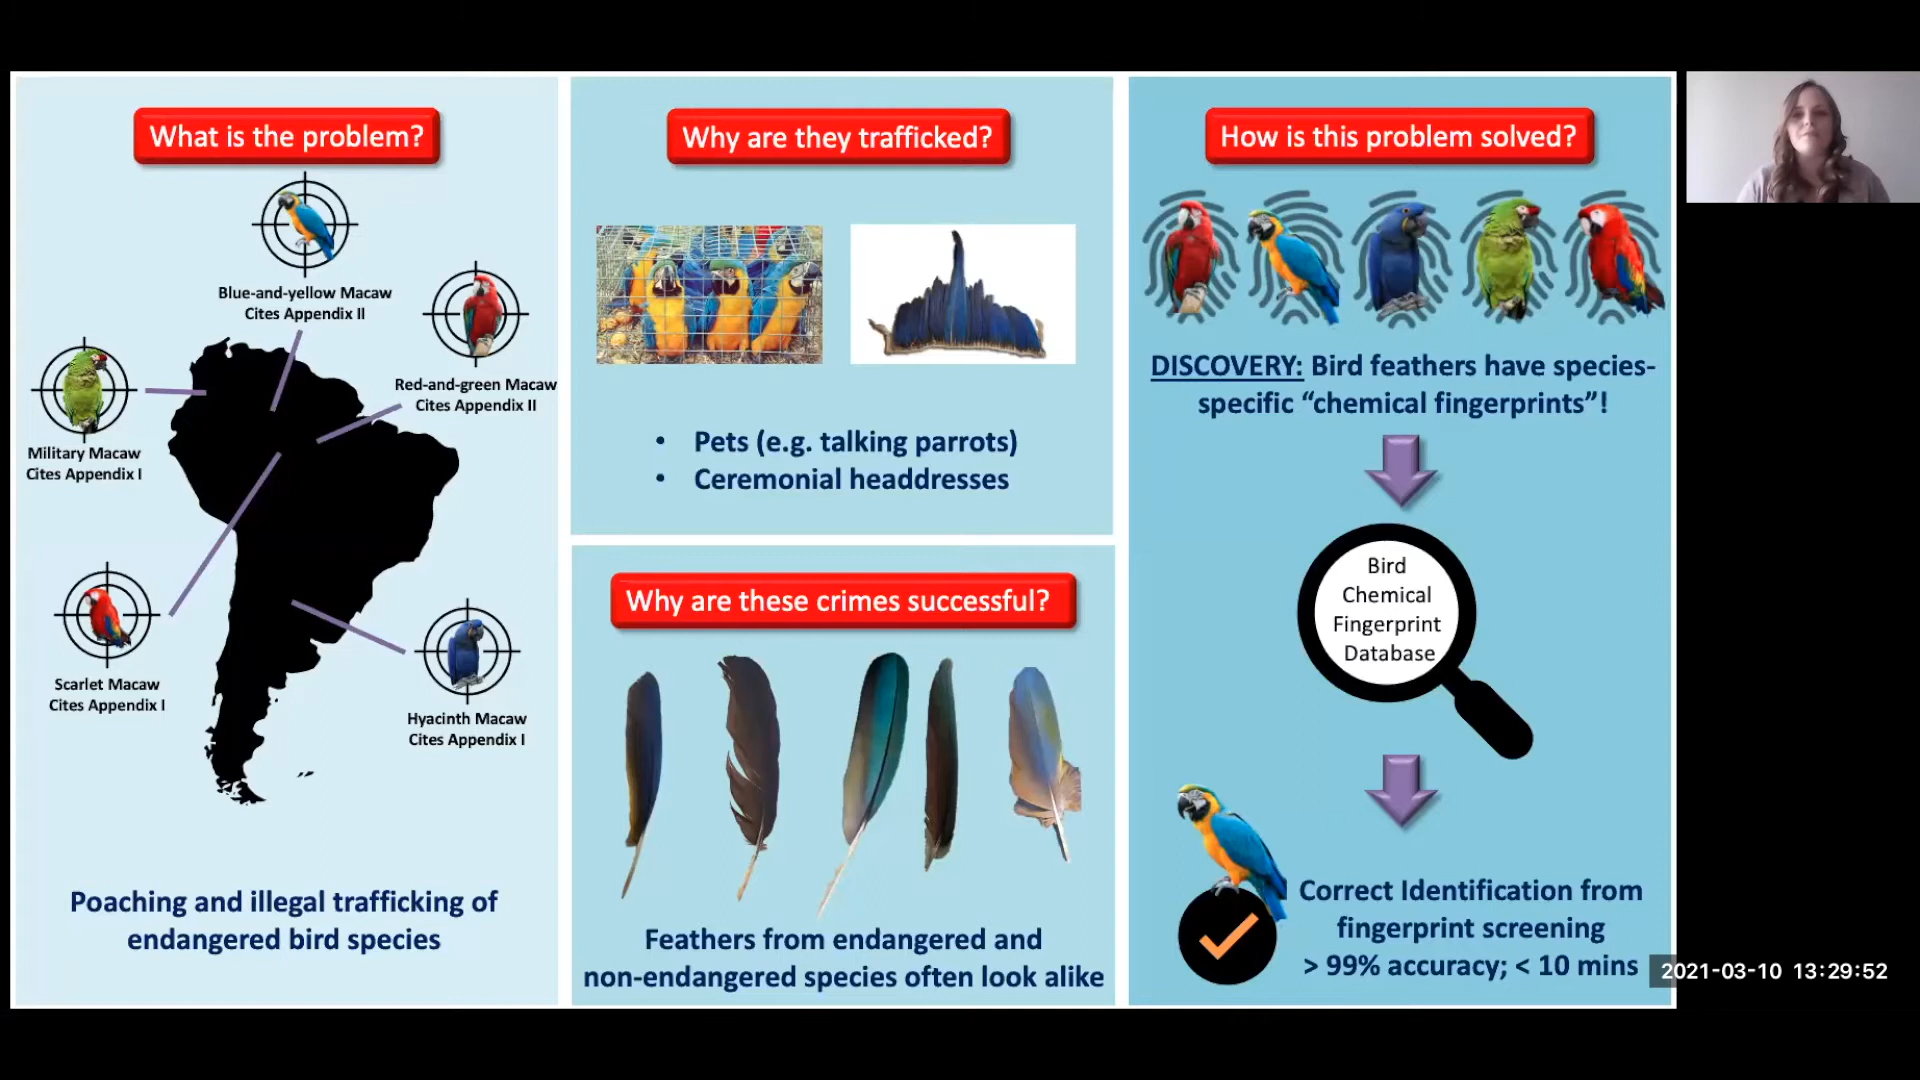 What is the problem?
Blue-and-yellow Macaw
Cites Appendix II
Red-and-green Macaw
Cites Appendix II
Military Macaw
Cites Appendix I
Scarlet Macaw
Cites Appendix I
Hyacinth Macaw
Cites Appendix I
Poaching and illegal trafficking of
endangered bird species
Why are they trafficked?
• Pets (e.g. talking parrots)
• Ceremonial headdresses
Why are these crimes successful?
Feathers from endangered and
non-endangered species often look alike
How is this problem solved?
DISCOVERY: Bird feathers have species-
specific “chemical fingerprints”!
Bird
Chemical
Fingerprint
Database
Correct Identification from
fingerprint screening
> 99% accuracy; < 10 mins
2021-03-10 13:29:52